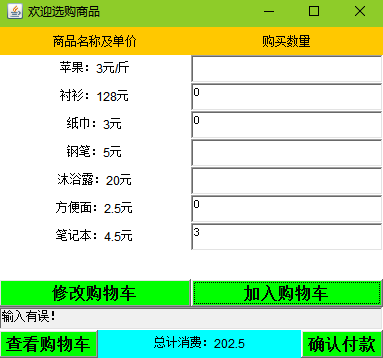 欢迎选购商品
商品名称及单价 购买数量
苹果：3元/斤
衬衫：128元 0
纸巾：3元 0
钢笔：5元
沐浴露：20元
方便面：2.5元 0
笔记本：4.5元 3
修改购物车 加入购物车
输入有误!
查看购物车 总计消费：202.5 确认付款